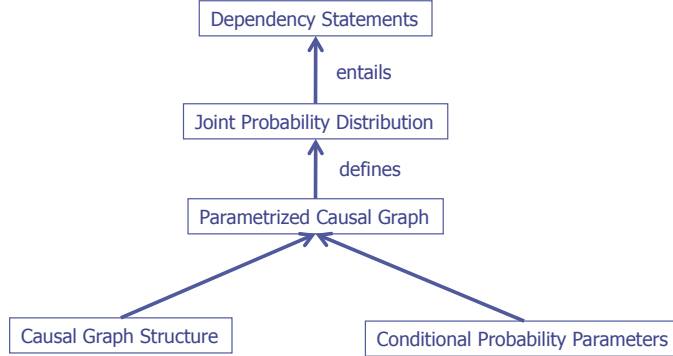 Dependency Statements
entails
Joint Probability Distribution
defines
Parametrized Causal Graph
Causal Graph Structure
Conditional Probability Parameters